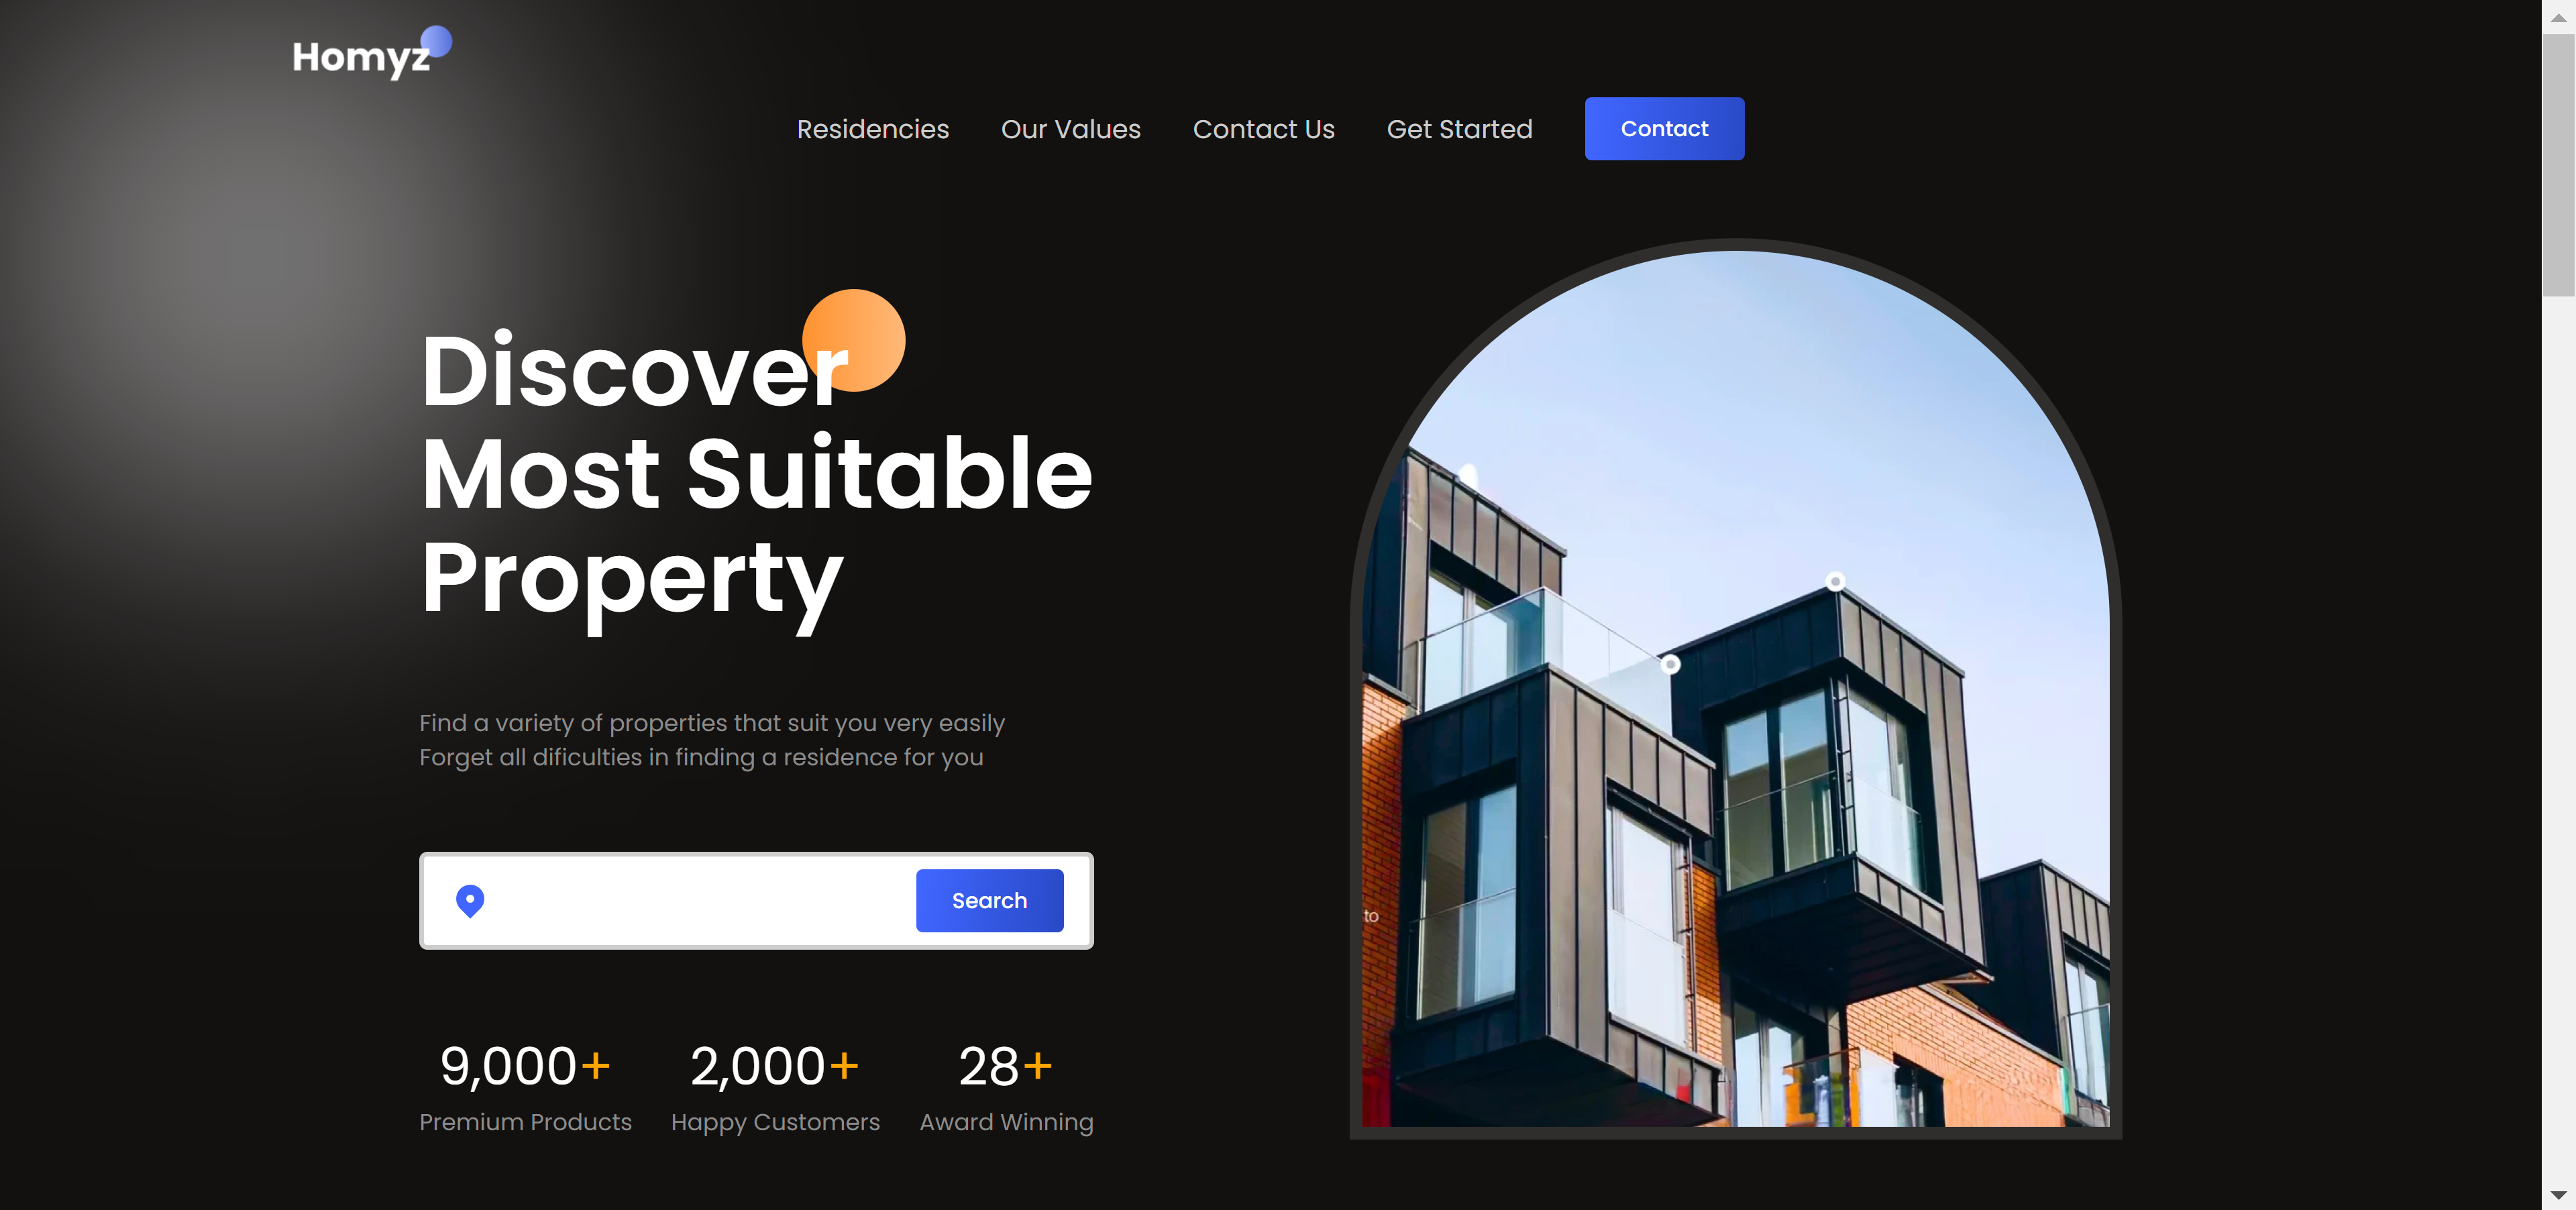 Homyz
Residencies Our Values Contact Us Get Started Contact
Discover
Most Suitable
Property
Find a variety of properties that suit you very easily
Forget all dificulties in finding a residence for you
Search
to
9,000+ 2,000+ 28+
Premium Products Happy Customers Award Winning